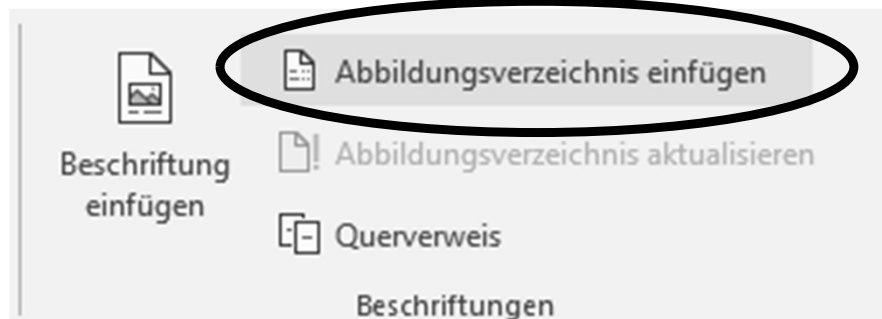 Beschriftung
einfügen
Abbildungsverzeichnis einfügen
Abbildungsverzeichnis aktualisieren
Querverweis
Beschriftungen